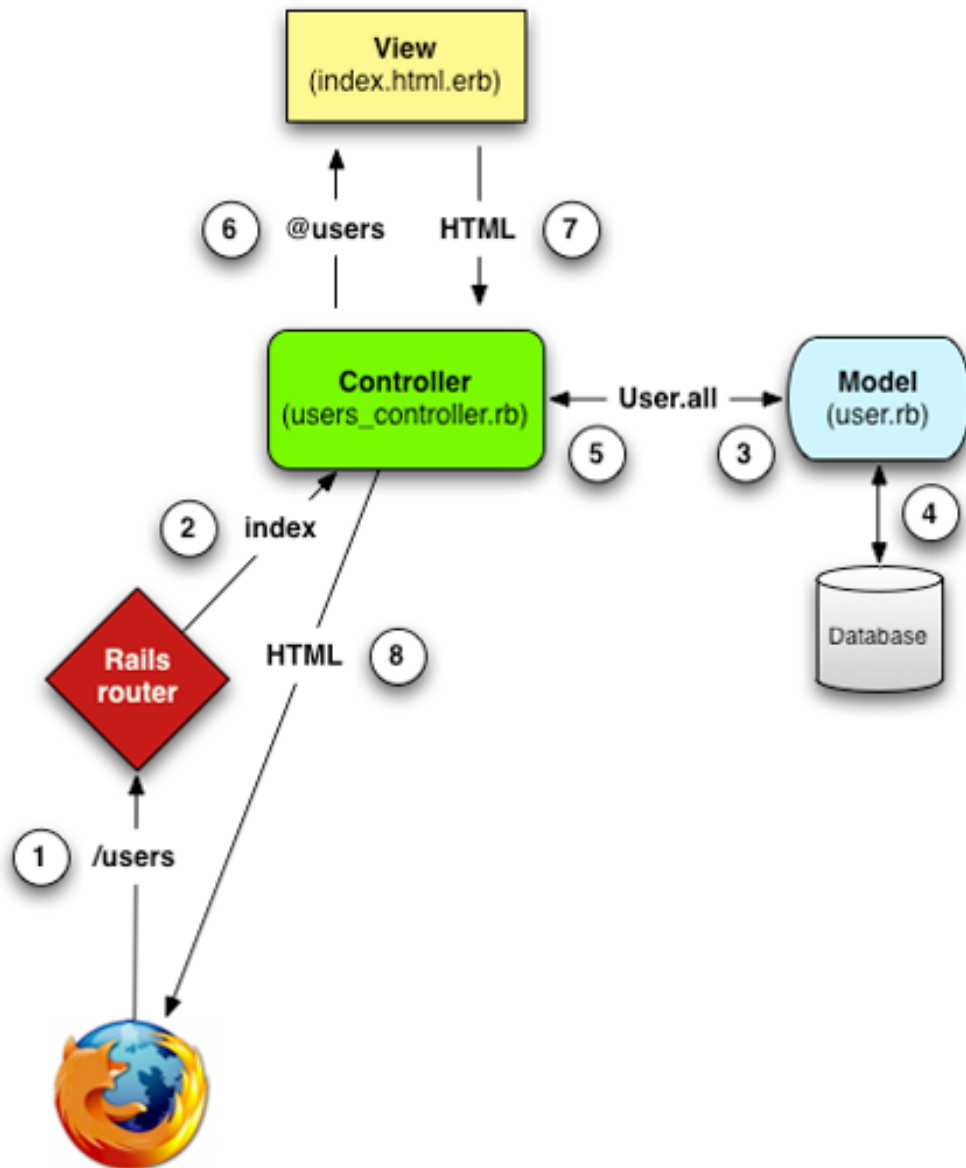 View
(index.html.erb)
6 @users HTML 7
Controller
(users_controller.rb)
User.all
Model
(user.rb)
5 3
4
2 index
Database
HTML 8
Rails
router
1 /users